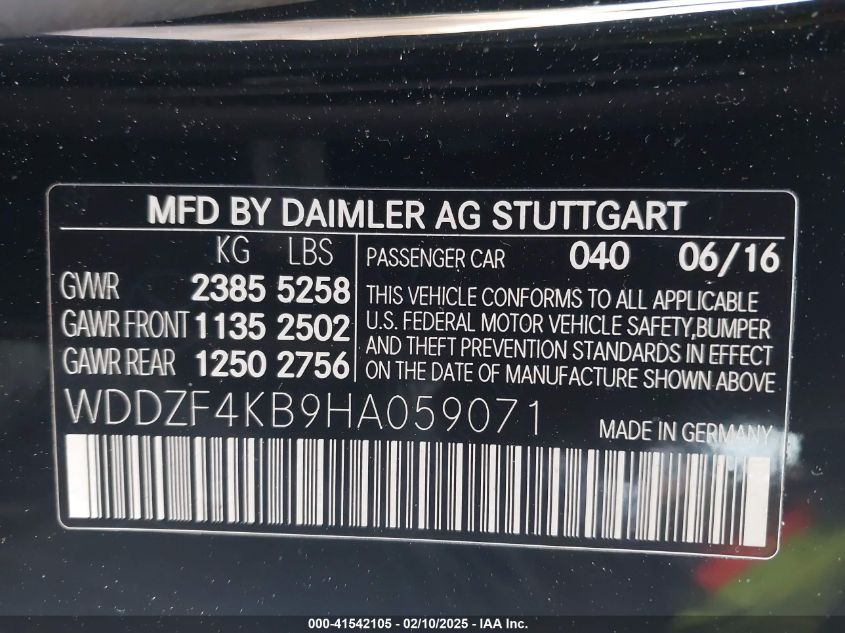 MFD BY DAIMLER AG STUTTGART
KG LBS
GVWR 2385 5258
GAWR FRONT 1135 2502
GAWR REAR 1250 2756
PASSENGER CAR 040 06/16
THIS VEHICLE CONFORMS TO ALL APPLICABLE
U.S. FEDERAL MOTOR VEHICLE SAFETY,BUMPER
AND THEFT PREVENTION STANDARDS IN EFFECT
ON THE DATE OF MANUFACTURE SHOWN ABOVE
WDDZF4KB9HA059071
MADE IN GERMANY
000-41542105 - 02/10/2025 - IAA Inc.